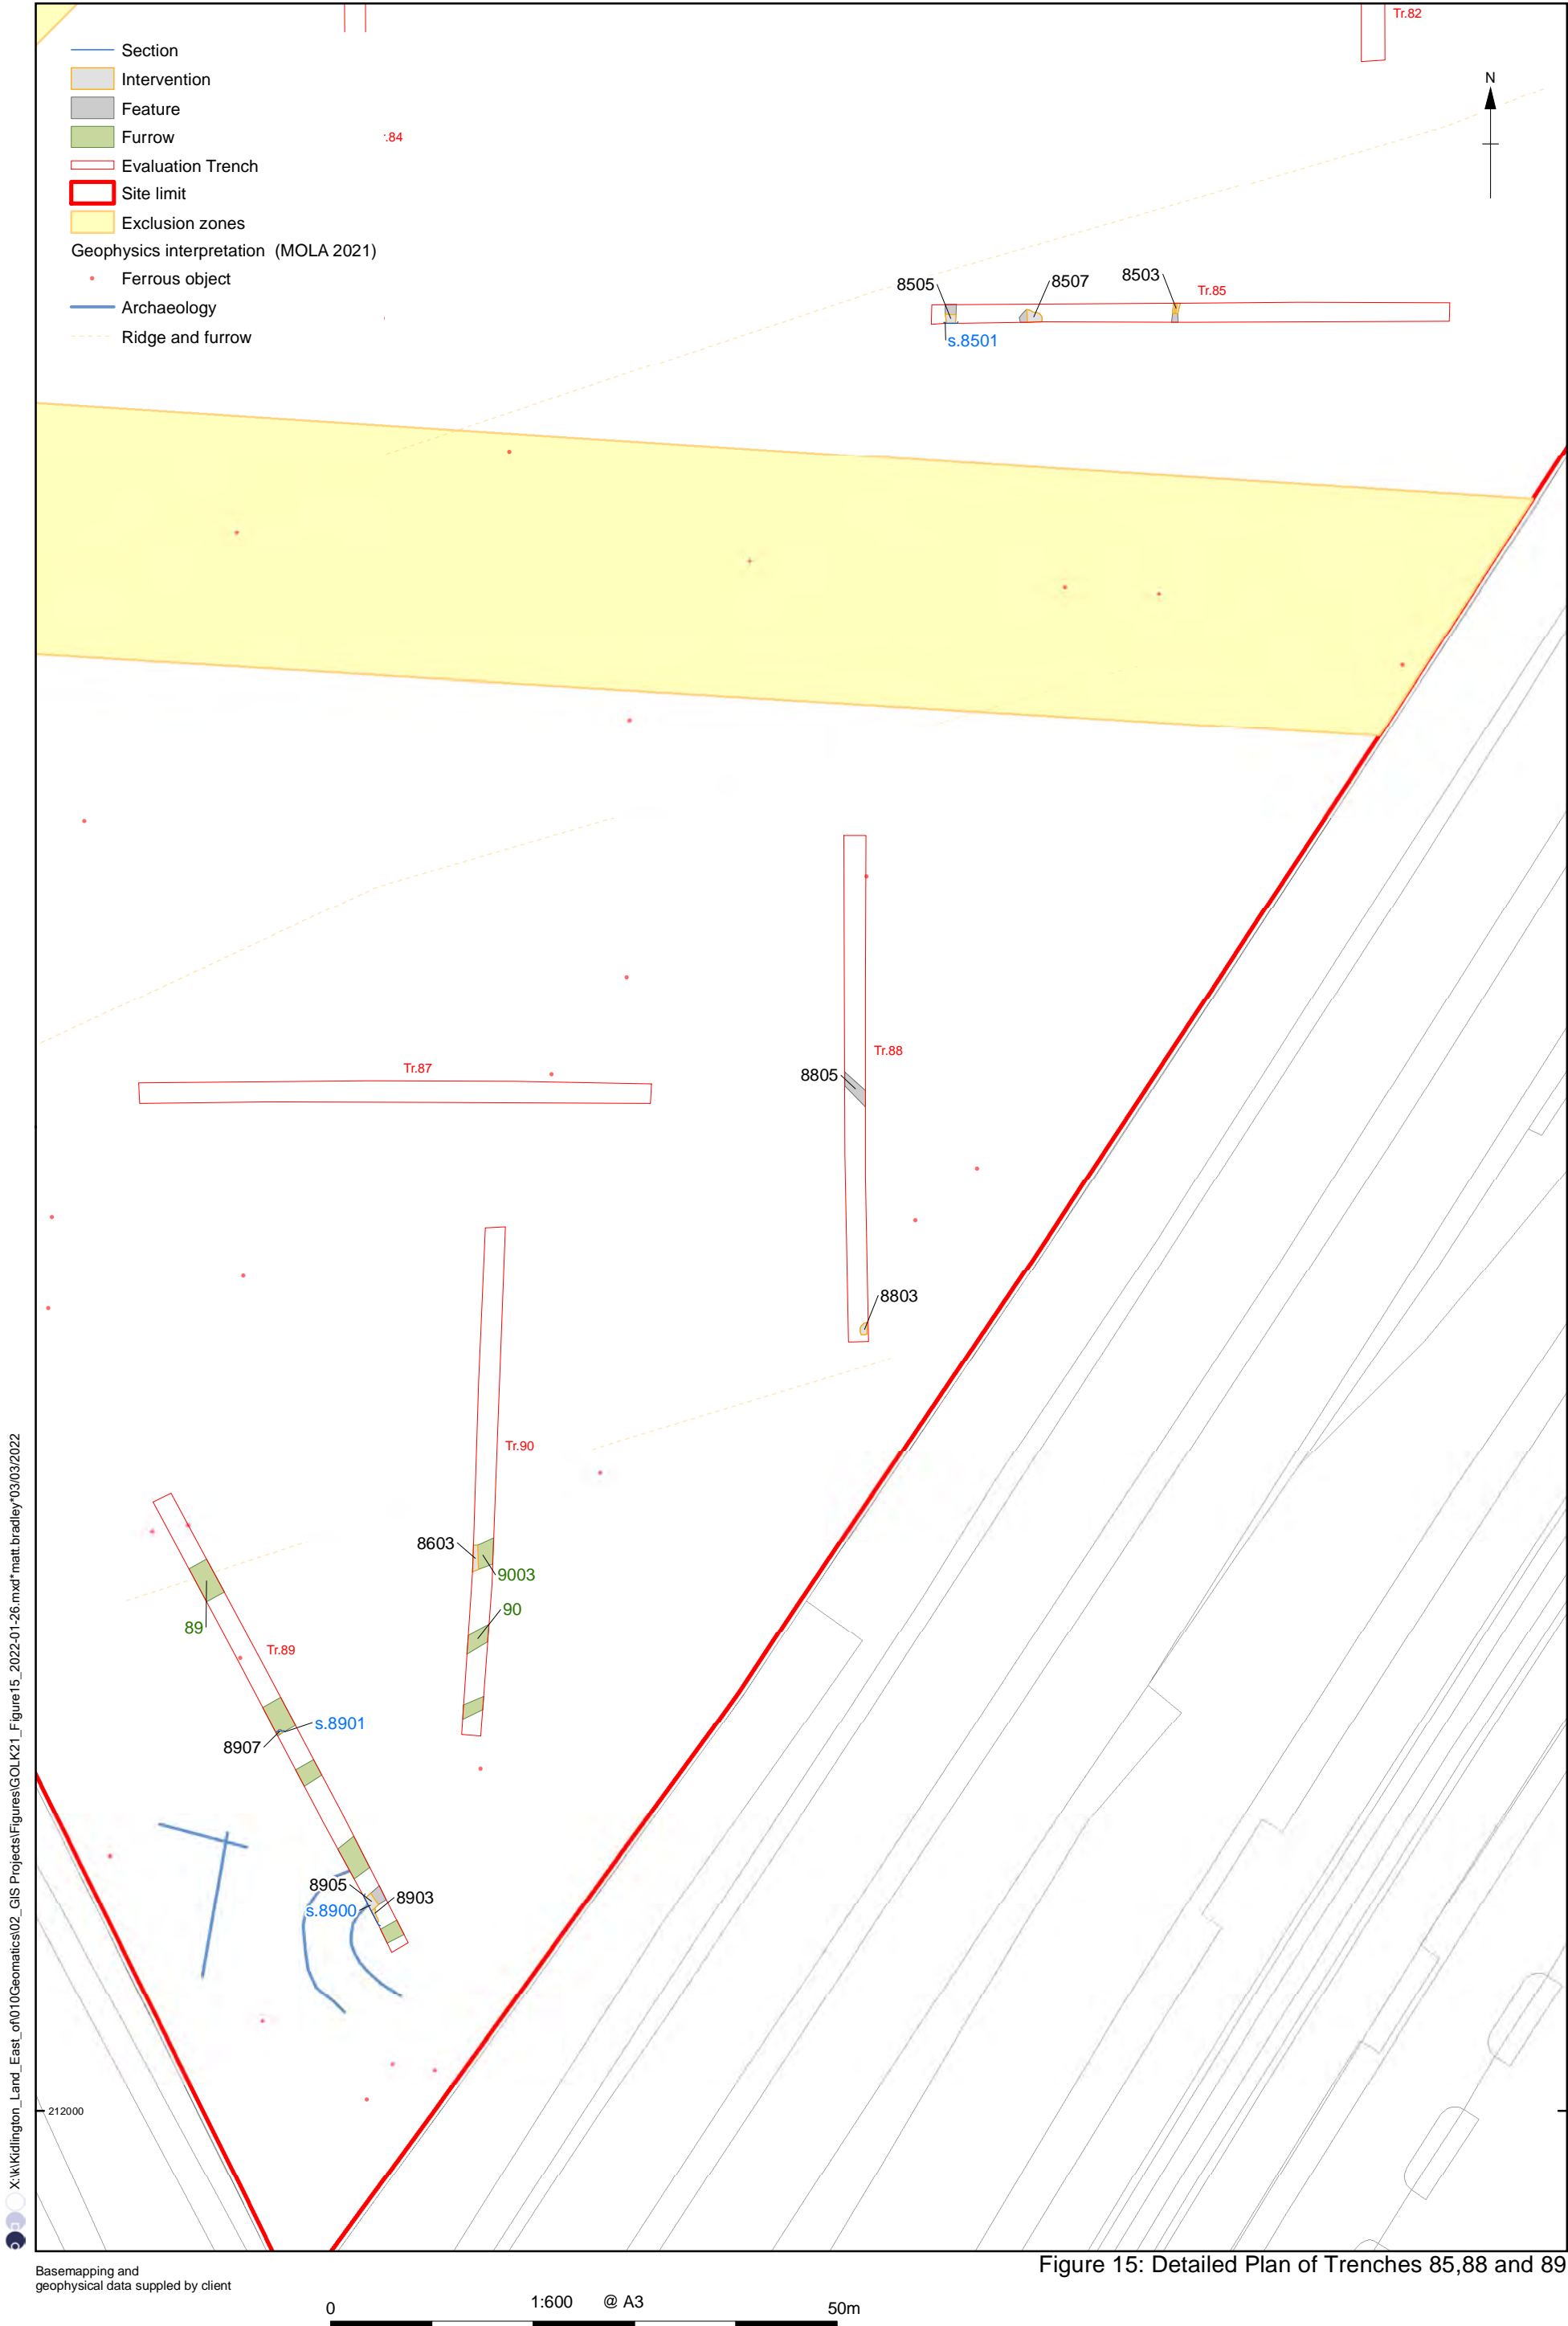 Tr.82
Section
Intervention
Feature
Furrow
Evaluation Trench
Site limit
Exclusion zones
Geophysics interpretation (MOLA 2021)
Ferrous object
Archaeology
Ridge and furrow
N
.84
8505
8507
8503
Tr.85
s.8501
Tr.87
Tr.88
8805
8803
Tr.90
8603
9003
90
89
Tr.89
s.8901
8907
8905
8903
s.8900
212000
X:\k\Kidlington_Land_East_of\010Geomatics\02_GIS Projects\Figures\GOLK21_Figure15_2022-01-26.mxd*matt.bradley*03/03/2022
Basemapping and
geophysical data suppled by client
Figure 15: Detailed Plan of Trenches 85,88 and 89
0 1:600 @ A3 50m